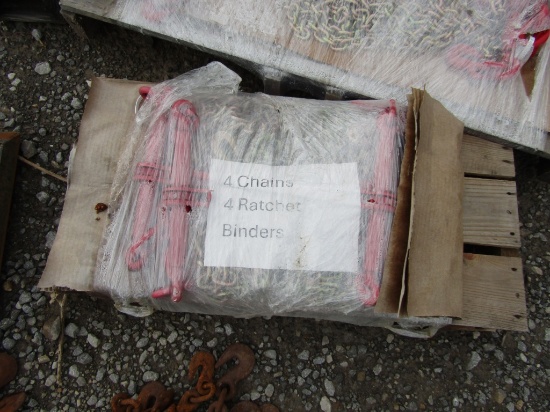 4 Chains
4 Ratchet
Binders